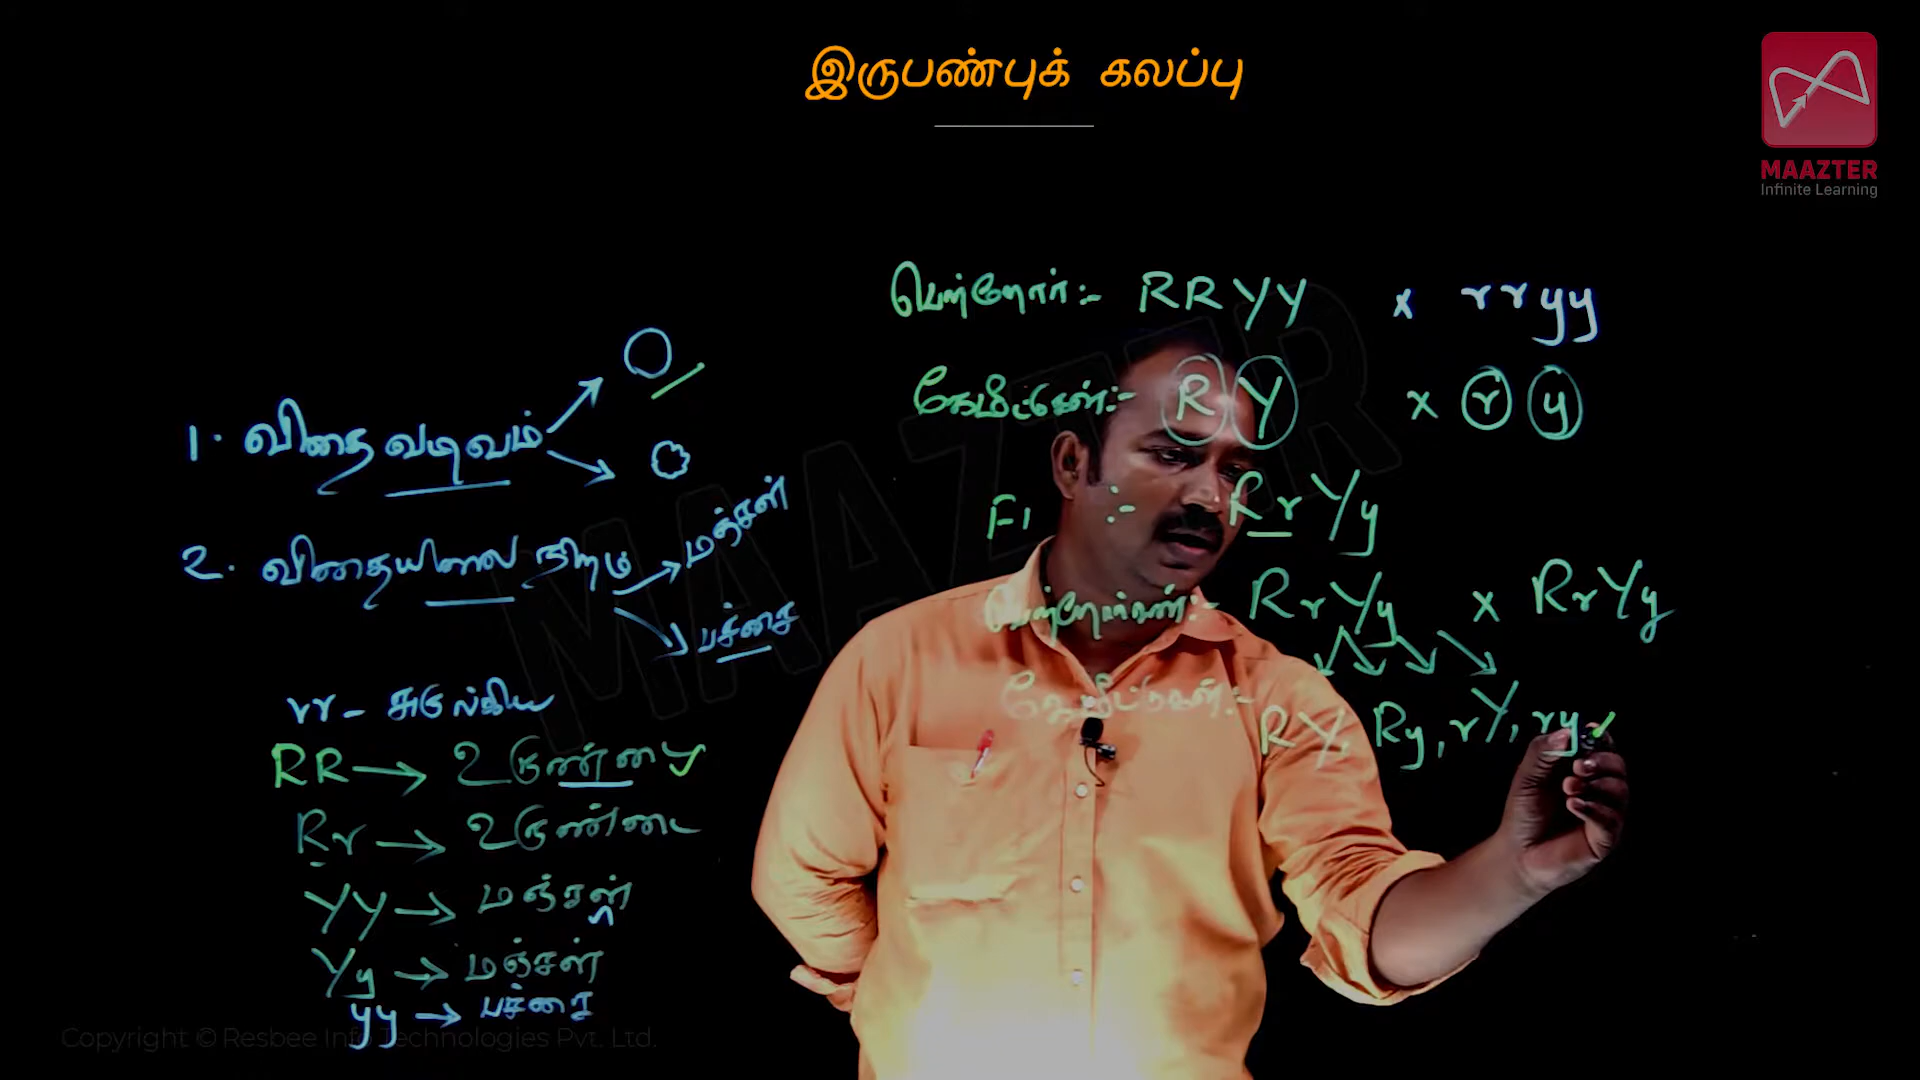 இருபண்புக் கலப்பு
MAAZTER
Infinite Learning
பெற்றோர் :- RRYY x rryy
கேமீட்கள் :- R Y x r y
1. விதை வடிவம்
F1 :- RrYy
2. விதையிலை நிறம்
மஞ்சள்
பச்சை
பெற்றோர்கள் :- RrYy x RrYy
கேமீட்டுகள் :- RY, Ry, rY, ry
rr - சுருங்கிய
RR → உருண்டை
Rr → உருண்டை
YY → மஞ்சள்
Yy → மஞ்சள்
yy → பச்சை
MAAZTER
Copyright © Resbee Info Technologies Pvt. Ltd.